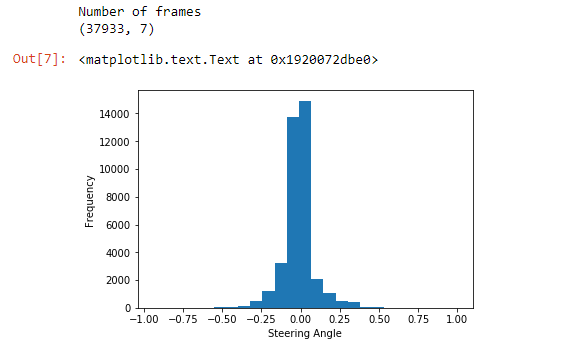 Number of frames
(37933, 7)
Out[7]: <matplotlib.text.Text at 0x1920072dbe0>
14000
12000
10000
8000
6000
4000
2000
0
Frequency
−1.00 −0.75 −0.50 −0.25 0.00 0.25 0.50 0.75 1.00
Steering Angle